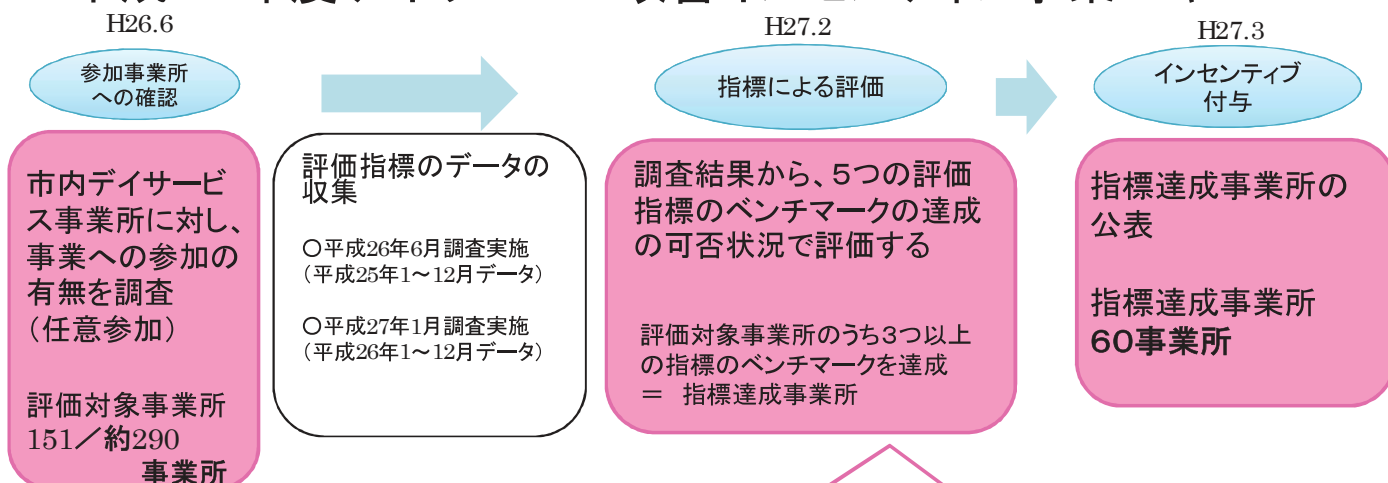 H26.6
参加事業所
への確認
市内デイサービ
ス事業所に対し、
事業への参加の
有無を調査
(任意参加)
評価対象事業所
151/約290
事業所
評価指標のデータの
収集
○平成26年6月調査実施
(平成25年1～12月データ)
○平成27年1月調査実施
(平成26年1～12月データ)
H27.2
指標による評価
調査結果から、5つの評価
指標のベンチマークの達成
の可否状況で評価する
評価対象事業所のうち3つ以上
の指標のベンチマークを達成
= 指標達成事業所
H27.3
インセンティブ
付与
指標達成事業所の
公表
指標達成事業所
60事業所